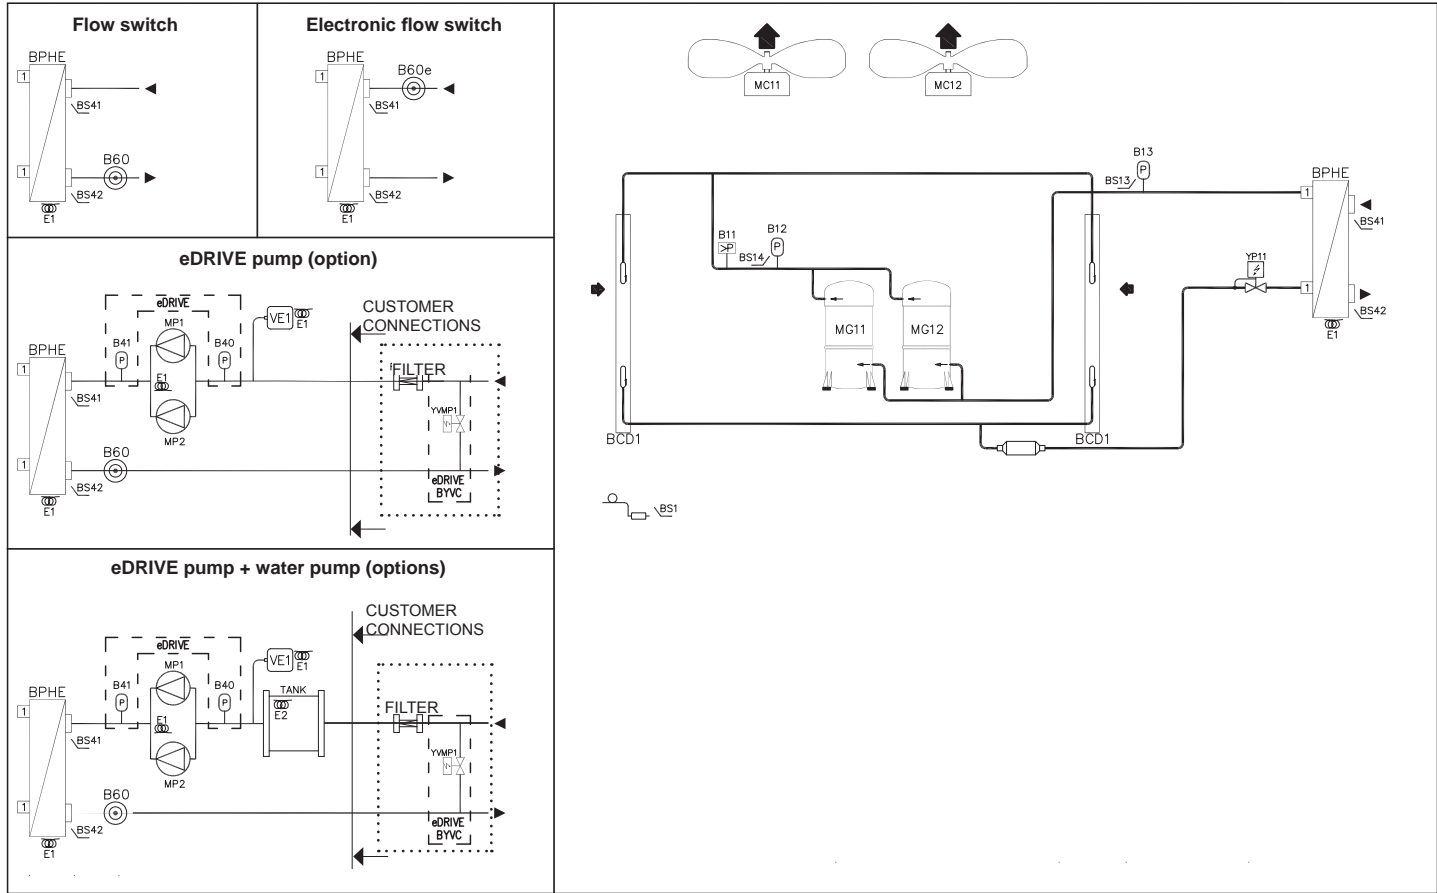 Flow switch
BPHE
1
BS41
B60
1
BS42
E1
Electronic flow switch
BPHE
B60e
1
BS41
1
BS42
E1
eDRIVE pump (option)
eDRIVE
MP1
VE1
E1
CUSTOMER
CONNECTIONS
BPHE
B41
B40
P
P
1
E1
FILTER
BS41
YVMP1
MP2
B60
1
BS42
eDRIVE
BYVC
E1
eDRIVE pump + water pump (options)
CUSTOMER
CONNECTIONS
eDRIVE
MP1
VE1
E1
BPHE
B41
B40
TANK
P
P
E2
1
E1
FILTER
BS41
YVMP1
MP2
B60
1
BS42
eDRIVE
BYVC
E1
MC11
MC12
B13
P
BS13
BPHE
1
BS41
B11
>P
B12
P
BS14
YP11
1
BS42
E1
MG11
MG12
BCD1
BCD1
BS1